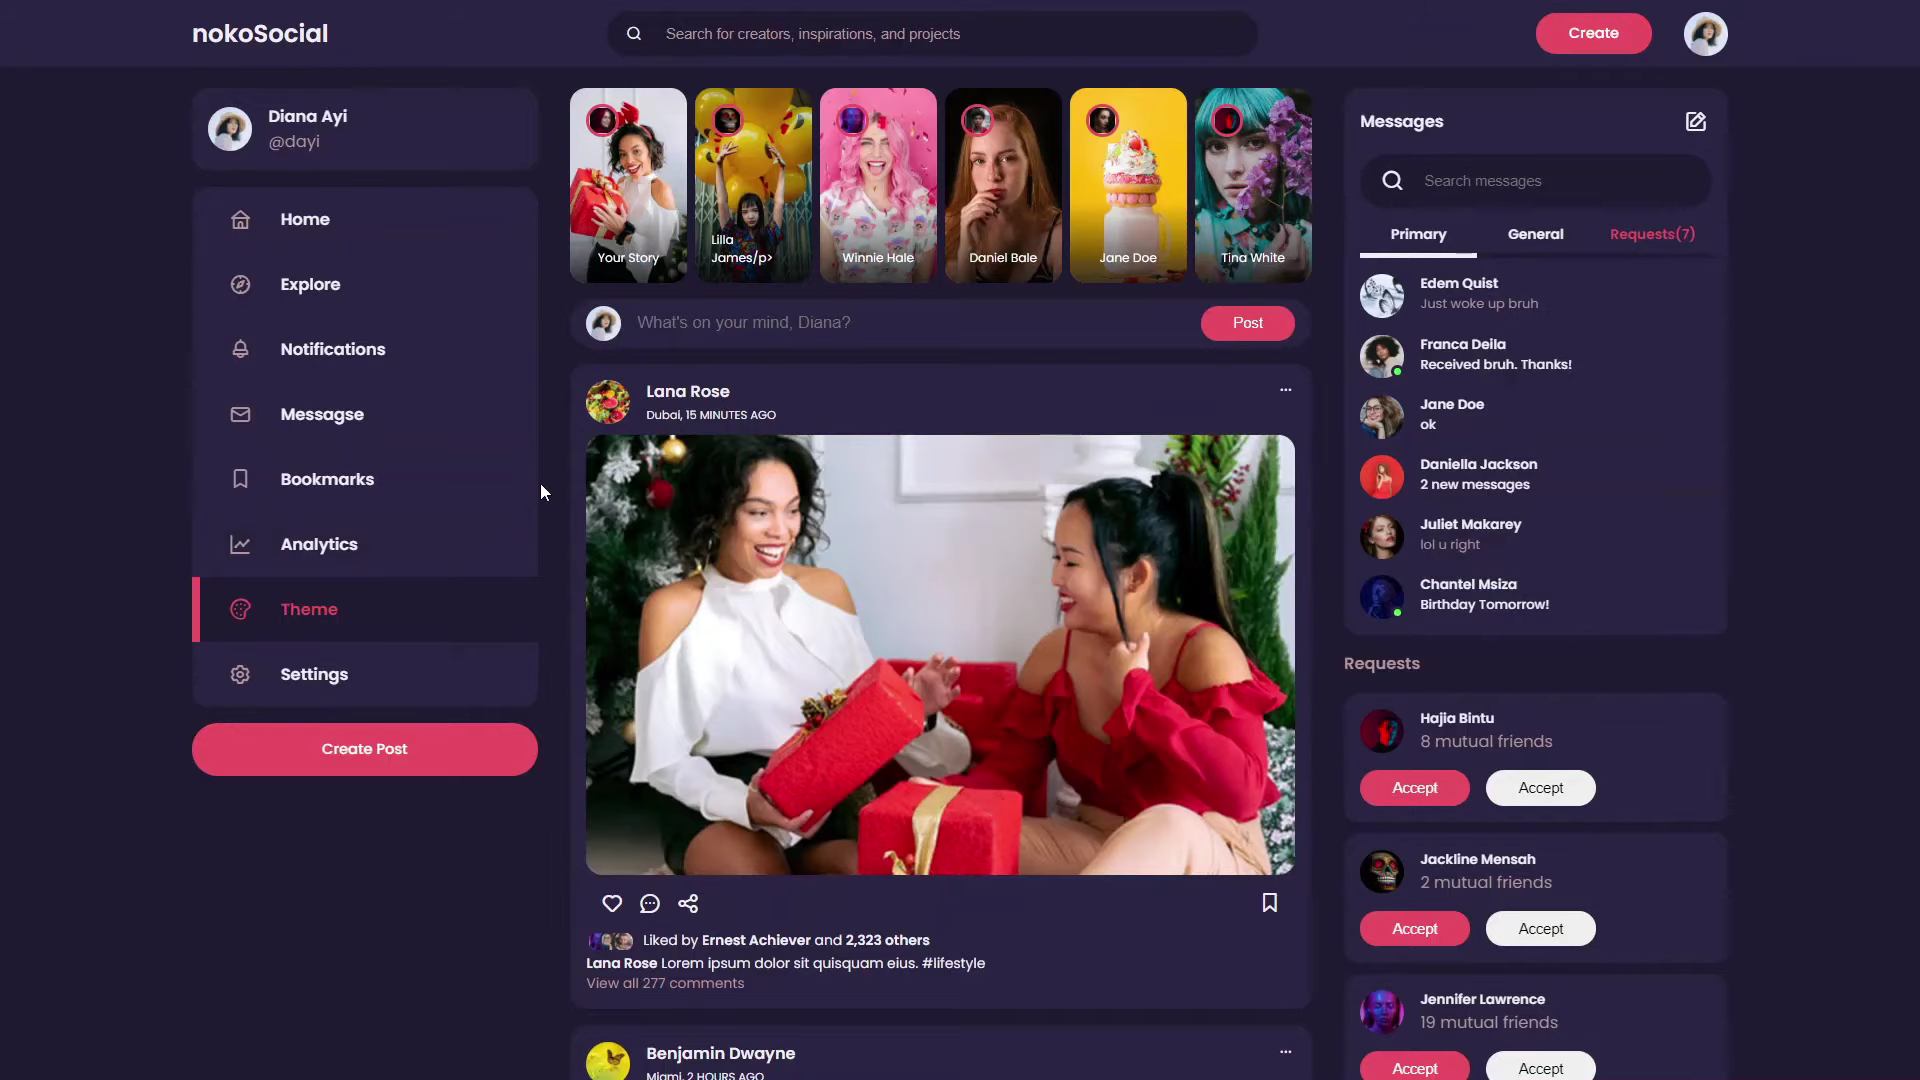 nokoSocial
Search for creators, inspirations, and projects
Create
Diana Ayi
@dayi
Home
Explore
Notifications
Messagse
Bookmarks
Analytics
Theme
Settings
Create Post
Your Story
Lilla
James/p>
Winnie Hale
Daniel Bale
Jane Doe
Tina White
What's on your mind, Diana?
Post
Lana Rose
Dubai, 15 MINUTES AGO
Liked by Ernest Achiever and 2,323 others
Lana Rose Lorem ipsum dolor sit quisquam eius. #lifestyle
View all 277 comments
Benjamin Dwayne
Miami, 2 HOURS AGO
Messages
Search messages
Primary
General
Requests(7)
Edem Quist
Just woke up bruh
Franca Deila
Received bruh. Thanks!
Jane Doe
ok
Daniella Jackson
2 new messages
Juliet Makarey
lol u right
Chantel Msiza
Birthday Tomorrow!
Requests
Hajia Bintu
8 mutual friends
Accept
Accept
Jackline Mensah
2 mutual friends
Accept
Accept
Jennifer Lawrence
19 mutual friends
Accept
Accept